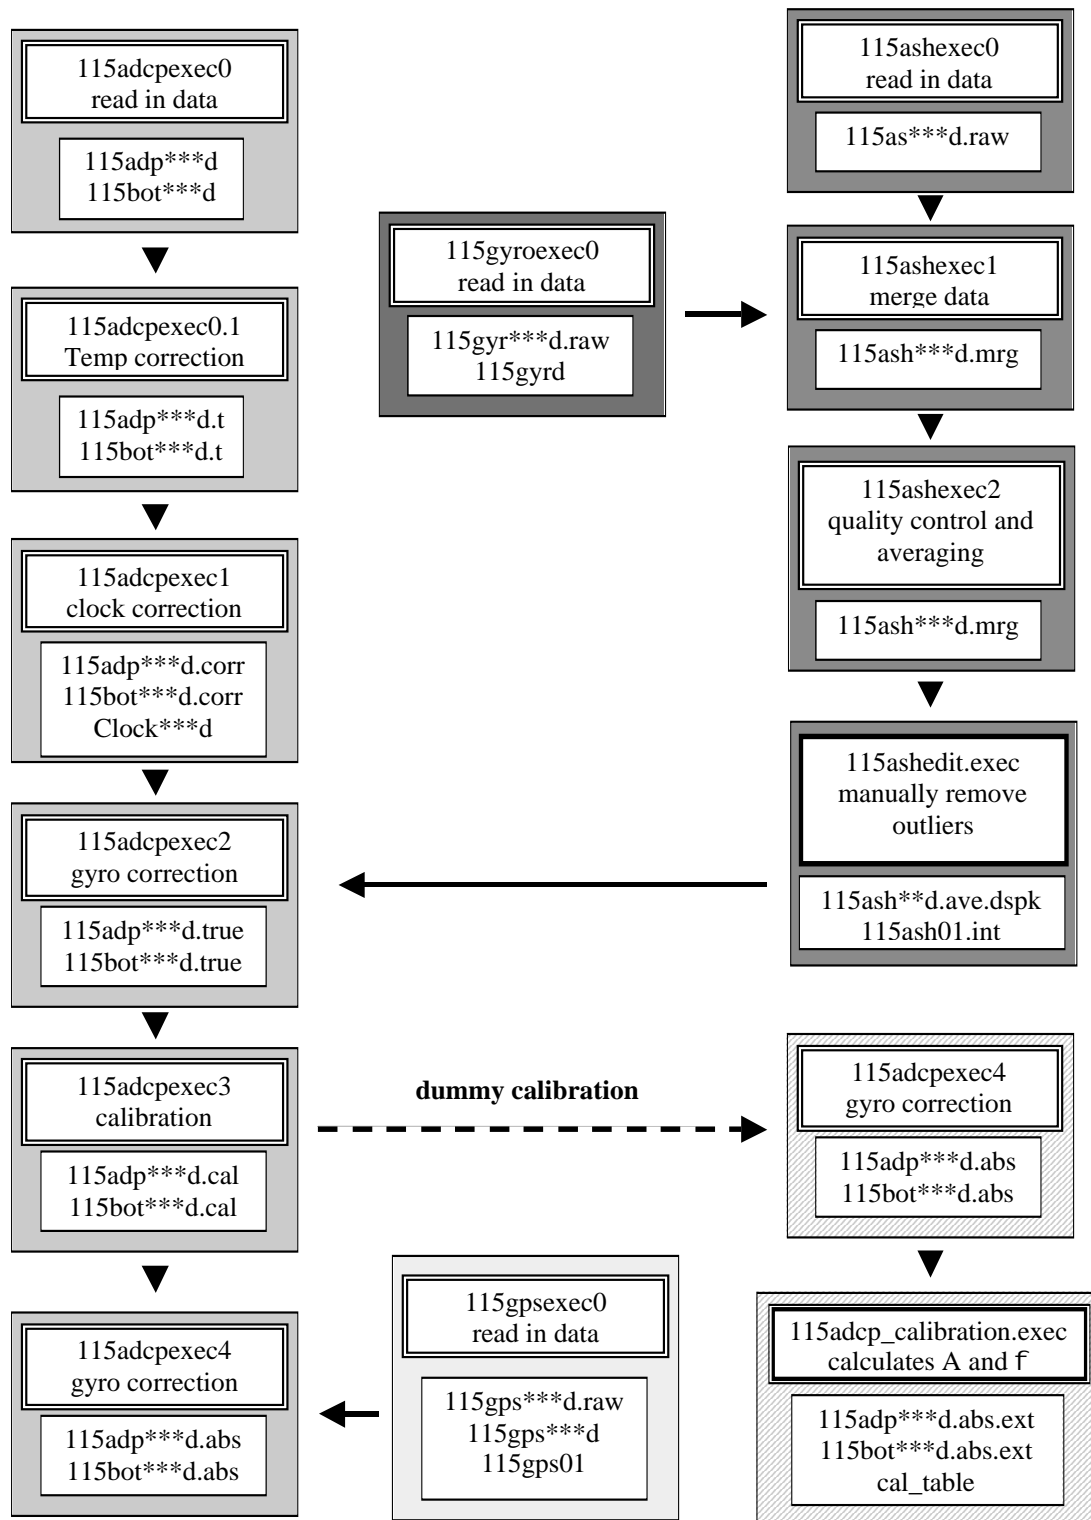 115adcpexec0
read in data
115adp***d
115bot***d
115adcpexec0.1
Temp correction
115adp***d.t
115bot***d.t
115adcpexec1
clock correction
115adp***d.corr
115bot***d.corr
Clock***d
115adcpexec2
gyro correction
115adp***d.true
115bot***d.true
115adcpexec3
calibration
115adp***d.cal
115bot***d.cal
115adcpexec4
gyro correction
115adp***d.abs
115bot***d.abs
115gyroexec0
read in data
115gyr***d.raw
115gyrd
dummy calibration
115gpsexec0
read in data
115gps***d.raw
115gps***d
115gps01
115ashexec0
read in data
115as***d.raw
115ashexec1
merge data
115ash***d.mrg
115ashexec2
quality control and
averaging
115ash***d.mrg
115ashedit.exec
manually remove
outliers
115ash**d.ave.dspk
115ash01.int
115adcpexec4
gyro correction
115adp***d.abs
115bot***d.abs
115adcp_calibration.exec
calculates A and f
115adp***d.abs.ext
115bot***d.abs.ext
cal_table